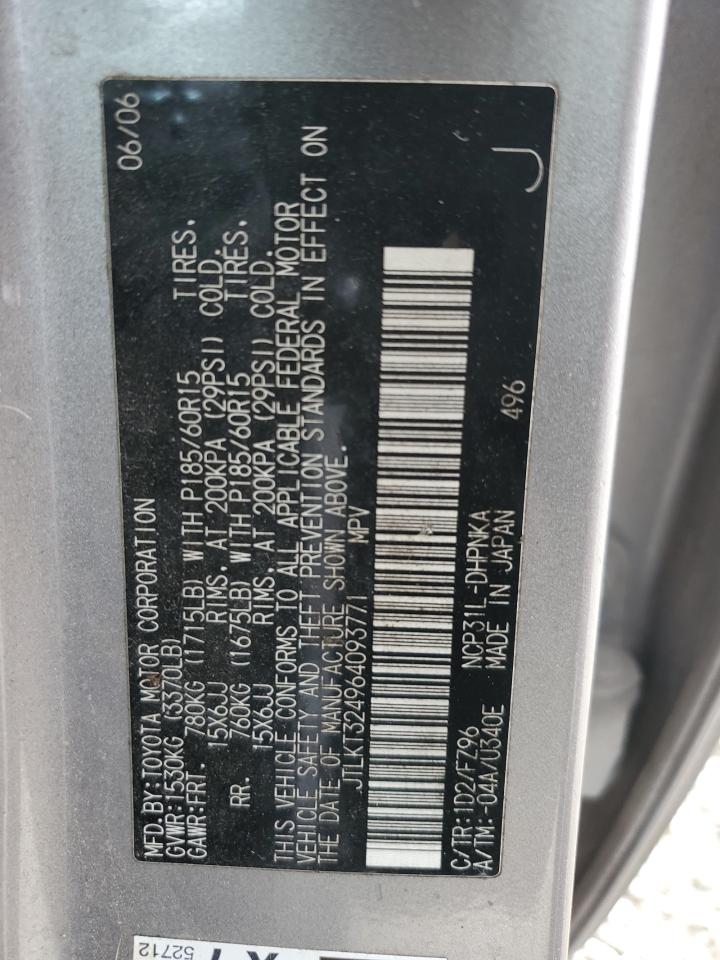 MFD.BY:TOYOTA MOTOR CORPORATION 06/06
GVWR:1530KG (3370LB)
GAWR:FRT. 780KG (1715LB) WITH P185/60R15 TIRES.
15X6JJ RIMS, AT 200KPA (29PSI) COLD.
RR. 760KG (1675LB) WITH P185/60R15 TIRES.
15X6JJ RIMS, AT 200KPA (29PSI) COLD.
THIS VEHICLE CONFORMS TO ALL APPLICABLE FEDERAL MOTOR
VEHICLE SAFETY AND THEFT PREVENTION STANDARDS IN EFFECT ON
THE DATE OF MANUFACTURE SHOWN ABOVE.
JTLKT324964093771 MPV
C/TR:1D2/FZ96 NCP31L-DHPNKA 496
A/TM:-04A/U340E MADE IN JAPAN J
52712